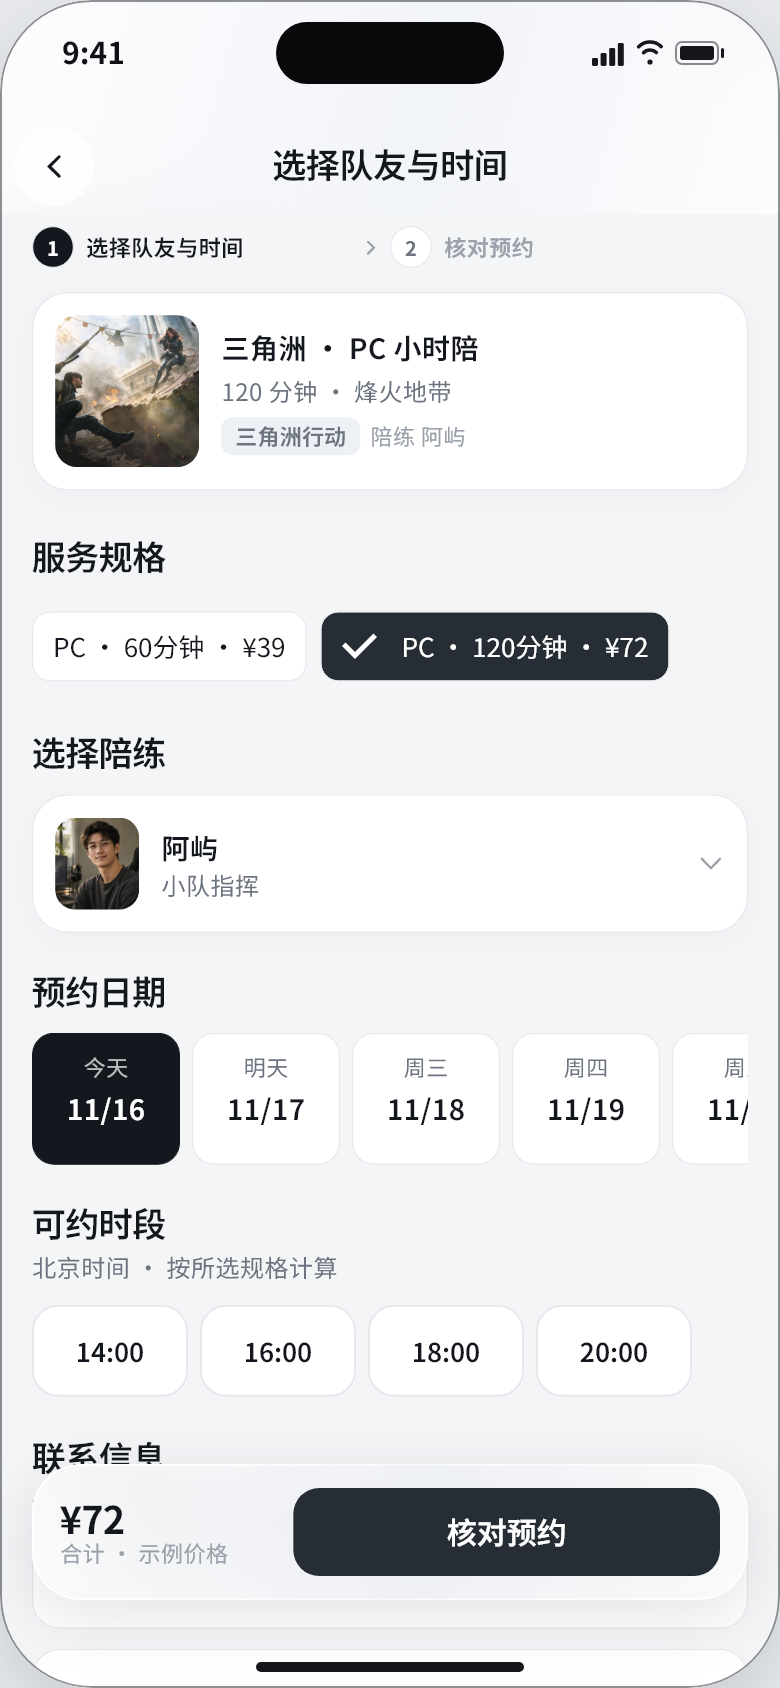 9:41
选择队友与时间
1 选择队友与时间 2 核对预约
三角洲 · PC 小时陪
120 分钟 · 烽火地带
三角洲行动 陪练 阿屿
服务规格
PC · 60分钟 · ¥39
PC · 120分钟 · ¥72
选择陪练
阿屿
小队指挥
预约日期
今天 明天 周三 周四 周
11/16 11/17 11/18 11/19 11/
可约时段
北京时间 · 按所选规格计算
14:00 16:00 18:00 20:00
联系信息
¥72
合计 · 示例价格
核对预约